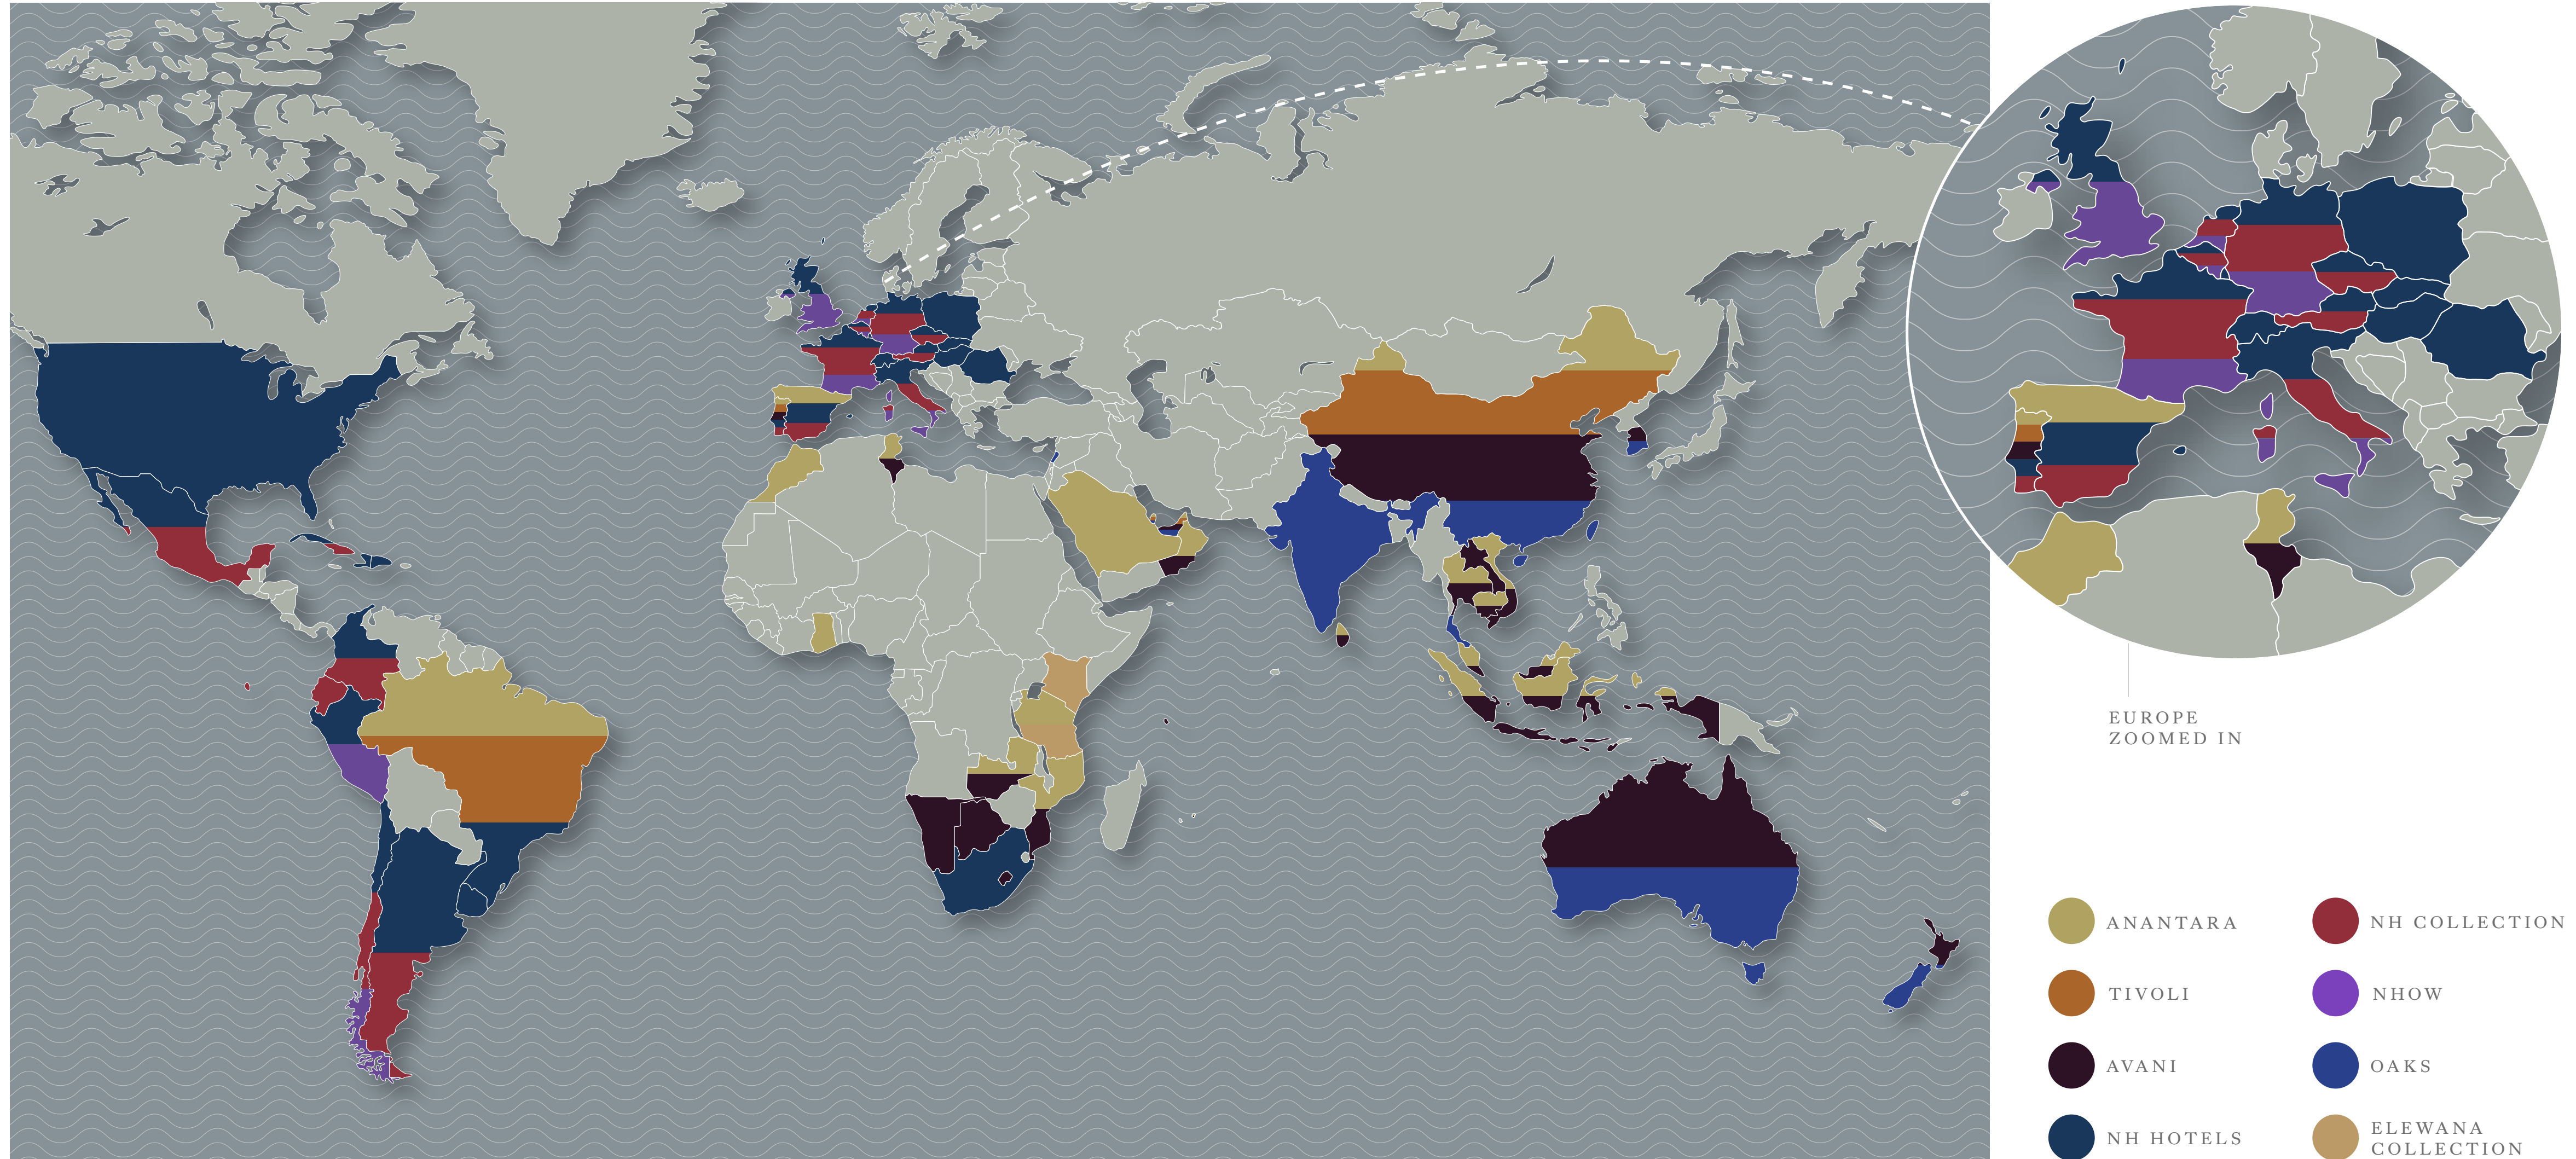 EUROPE
ZOOMED IN
ANANTARA
TIVOLI
AVANI
NH HOTELS
NH COLLECTION
NHOW
OAKS
ELEWANA
COLLECTION